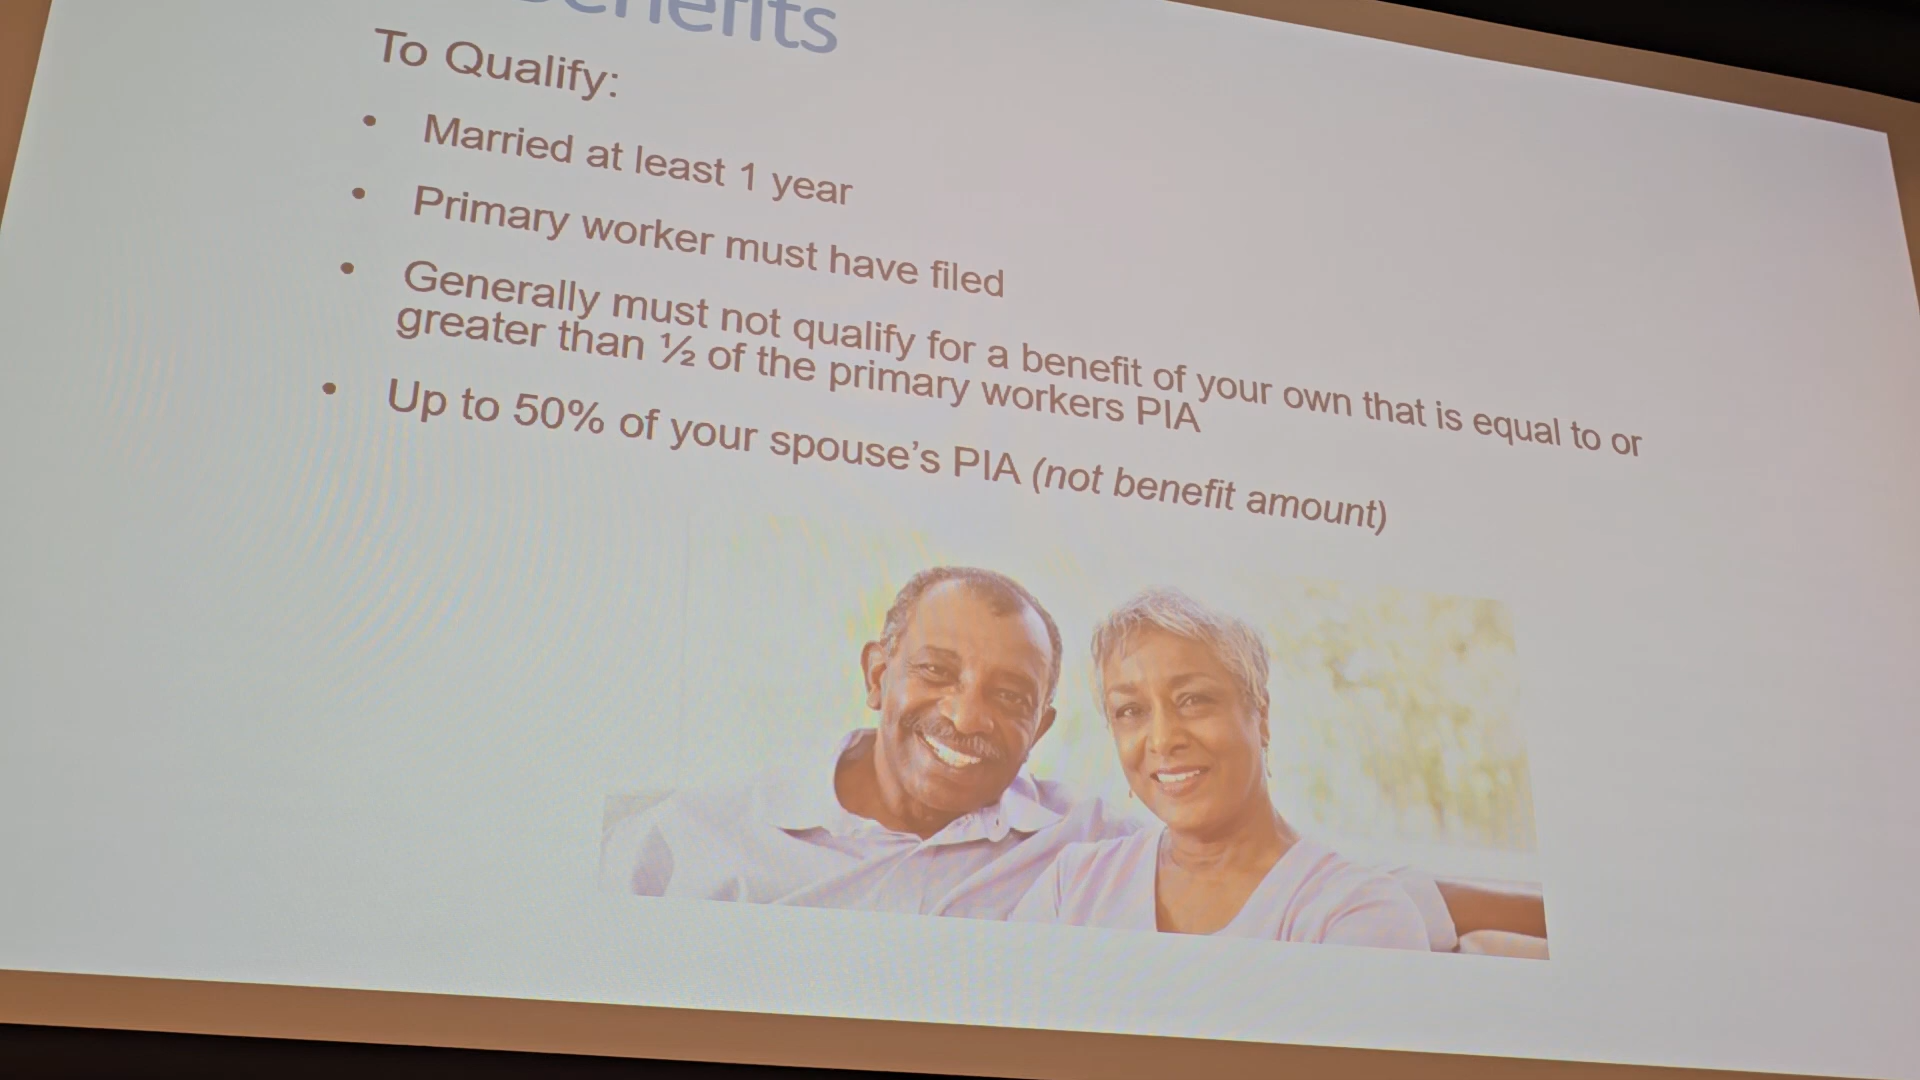 To Qualify:
• Married at least 1 year
• Primary worker must have filed
• Generally must not qualify for a benefit of your own that is equal to or
greater than ½ of the primary workers PIA
• Up to 50% of your spouse’s PIA (not benefit amount)